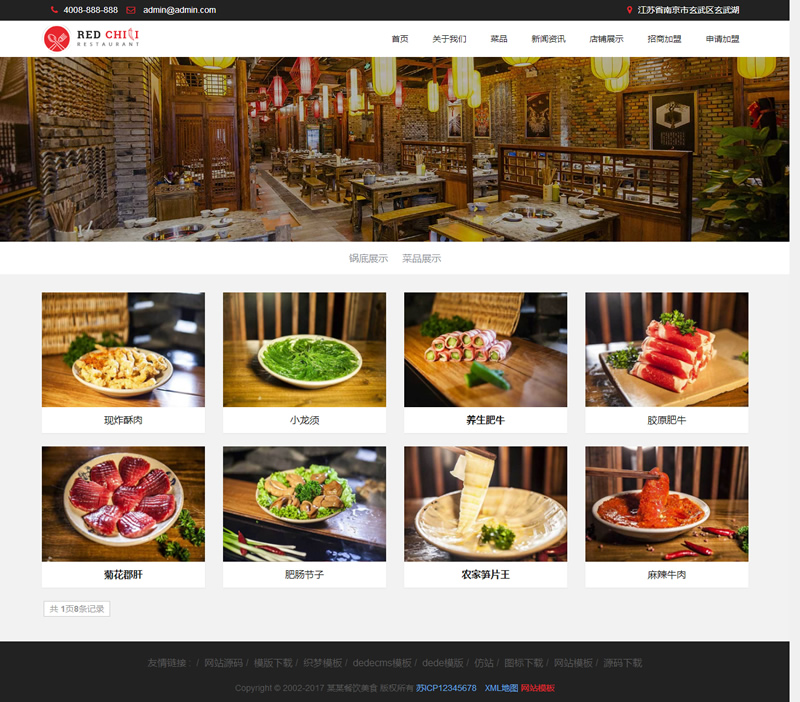 4008-888-888 admin@admin.com 江苏省南京市玄武区玄武湖
RED CHILI
RESTAURANT
首页 关于我们 菜品 新闻资讯 店铺展示 招商加盟 申请加盟
锅底展示 菜品展示
现炸酥肉 小龙须 养生肥牛 胶原肥牛
菊花郡肝 肥肠节子 农家笋片王 麻辣牛肉
共 1页8条记录
友情链接： / 网站源码 / 模版下载 / 织梦模板 / dedecms模板 / dede模版 / 仿站 / 图标下载 / 网站模板 / 源码下载
Copyright © 2002-2017 某某餐饮美食 版权所有 苏ICP12345678 XML地图 网站模板